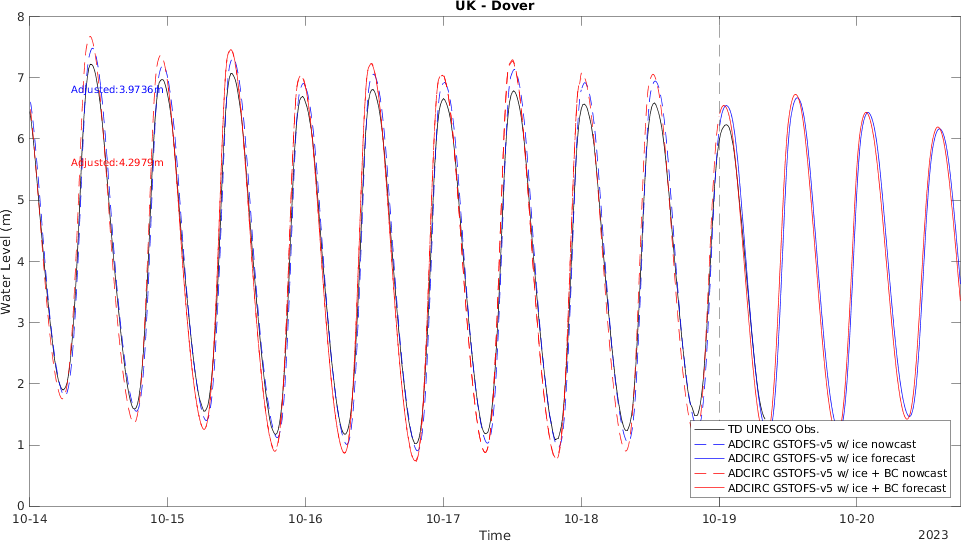 UK - Dover
8
7
6
5
4
3
2
1
0
Water Level (m)
Adjusted:3.9736m
Adjusted:4.2979m
TD UNESCO Obs.
ADCIRC GSTOFS-v5 w/ ice nowcast
ADCIRC GSTOFS-v5 w/ ice forecast
ADCIRC GSTOFS-v5 w/ ice + BC nowcast
ADCIRC GSTOFS-v5 w/ ice + BC forecast
10-14 10-15 10-16 10-17 10-18 10-19 10-20
Time
2023